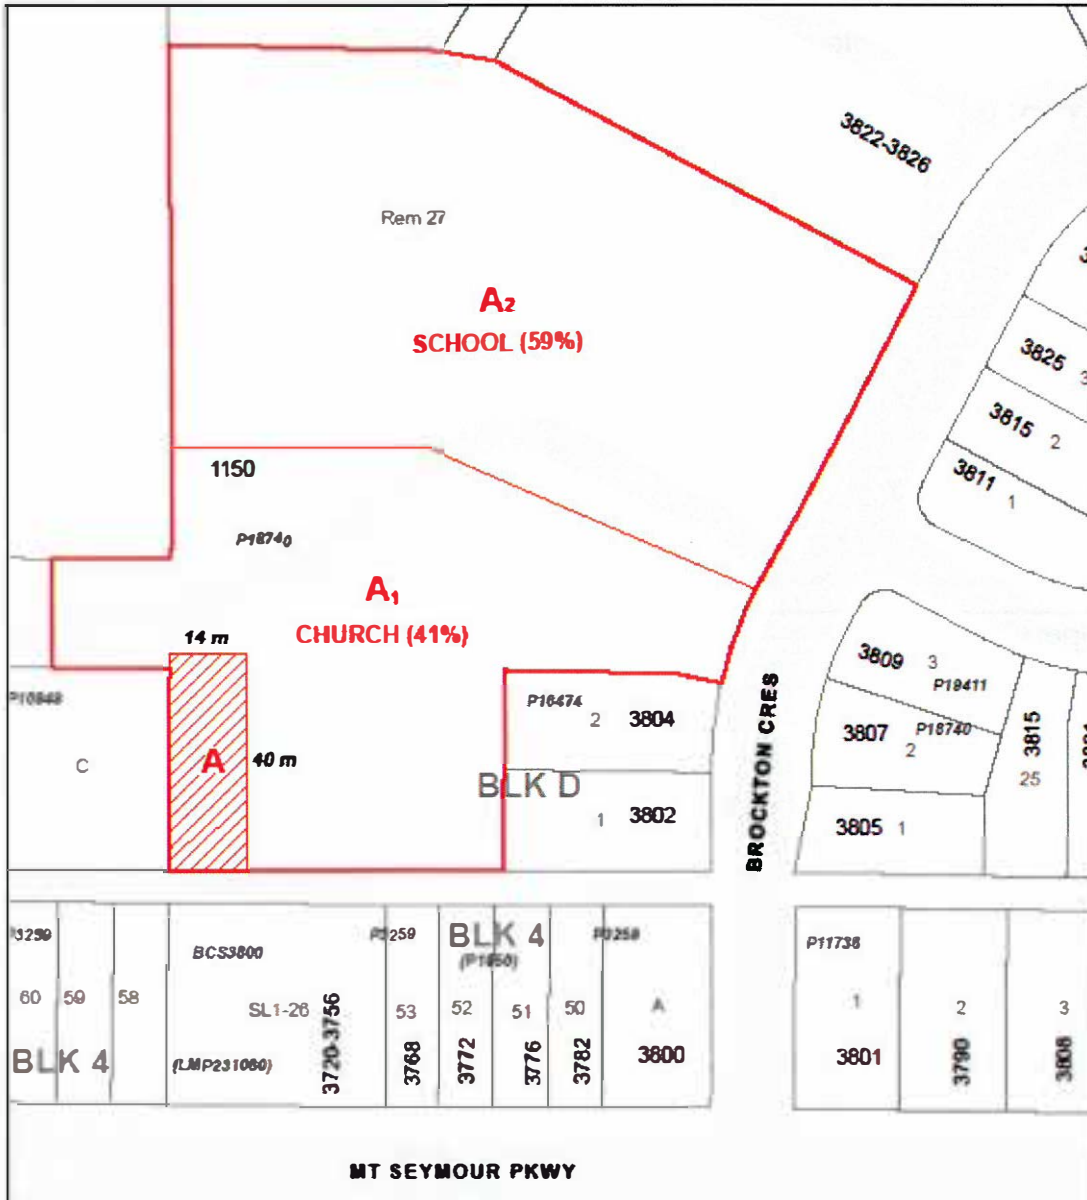 3822-3826
Rem 27
A2
SCHOOL (59%)
3825 3
3815 2
3811 1
1150
P18740
A1
CHURCH (41%)
14 m
A
40 m
C
P16474
2 3804
BLK D
1 3802
BROCKTON CRES
3809 3
P19411
3807 2
P18740
3805 1
3815
25
BLK 4
(P1850)
BCS3800
60 59 58
SL1-26
53 52 51 50 A
BLK 4
(LMP231080)
3720-3756
3768
3772
3776
3782
3800
P11738
1 2 3
3801
3790
3808
MT SEYMOUR PKWY